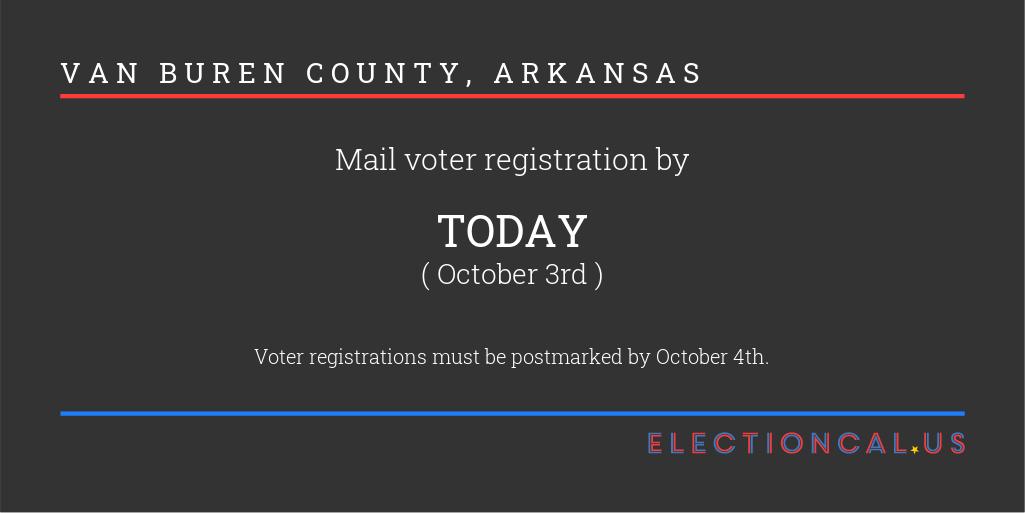 VAN BUREN COUNTY, ARKANSAS
Mail voter registration by
TODAY
( October 3rd )
Voter registrations must be postmarked by October 4th.
ELECTIONCAL.US